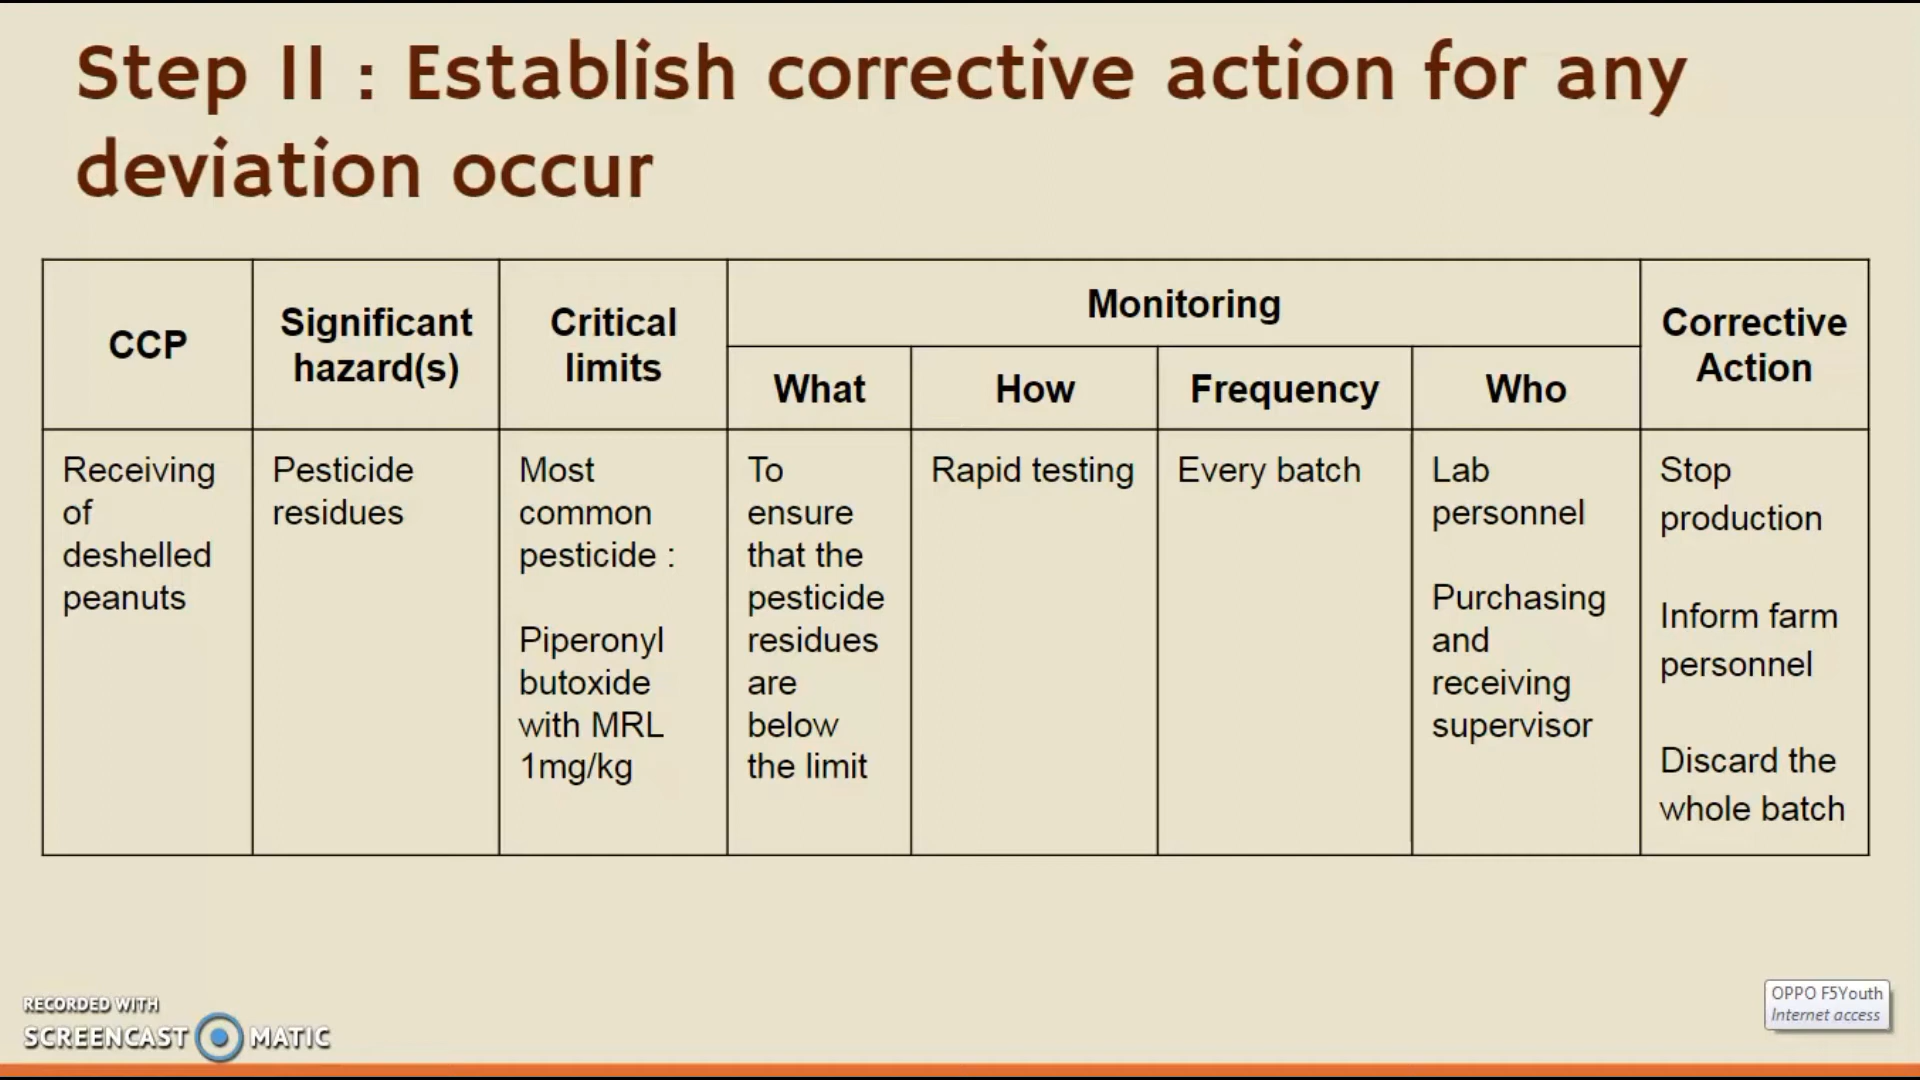 Step 11 : Establish corrective action for any
deviation occur
CCP
Significant
hazard(s)
Critical
limits
Monitoring
Corrective
Action
What
How
Frequency
Who
Receiving
of
deshelled
peanuts
Pesticide
residues
Most
common
pesticide :
Piperonyl
butoxide
with MRL
1mg/kg
To
ensure
that the
pesticide
residues
are
below
the limit
Rapid testing
Every batch
Lab
personnel
Purchasing
and
receiving
supervisor
Stop
production
Inform farm
personnel
Discard the
whole batch
RECORDED WITH
SCREENCAST MATIC
OPPO F5Youth
Internet access